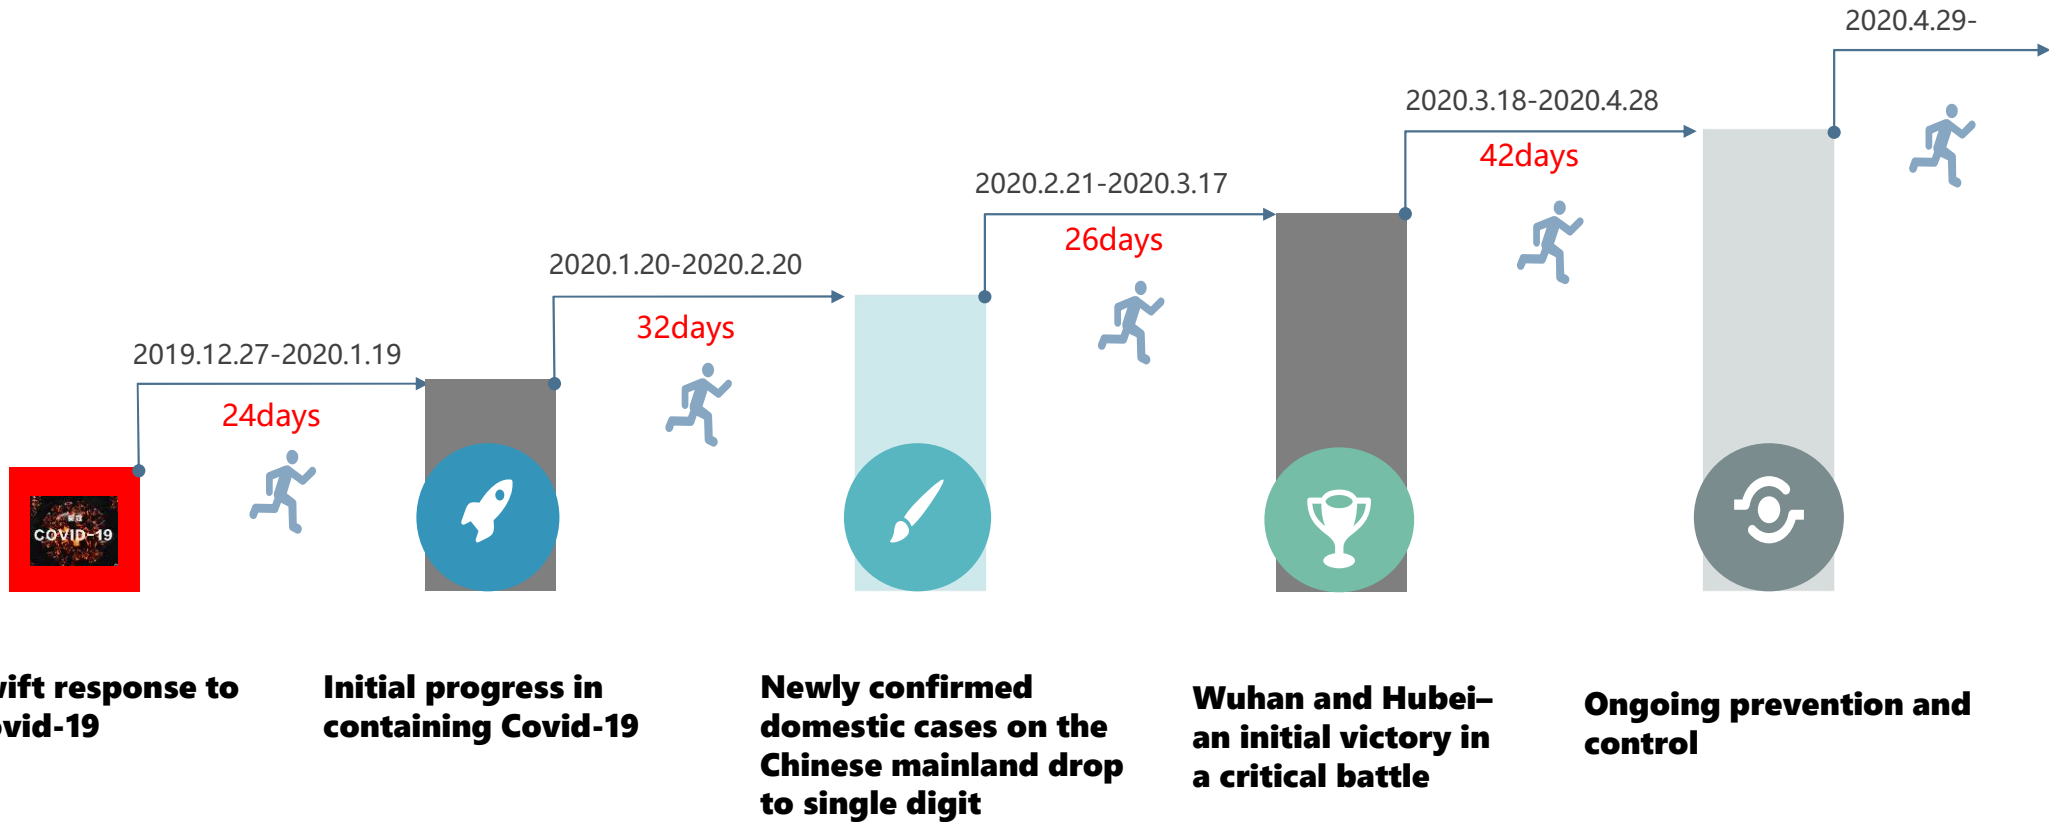 2020.4.29-
2020.3.18-2020.4.28
42days
2020.2.21-2020.3.17
26days
2020.1.20-2020.2.20
32days
2019.12.27-2020.1.19
24days
COVID-19
ift response to
vid-19
Initial progress in
containing Covid-19
Newly confirmed
domestic cases on the
Chinese mainland drop
to single digit
Wuhan and Hubei–
an initial victory in
a critical battle
Ongoing prevention and
control